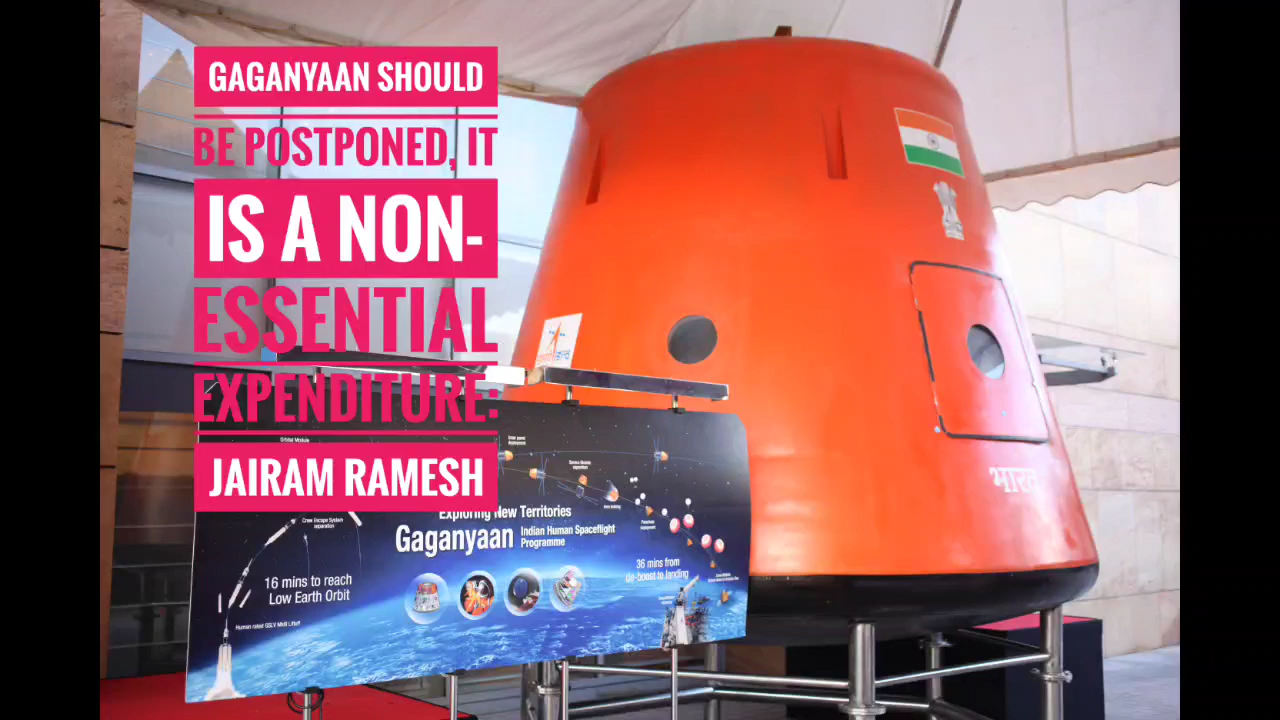 GAGANYAAN SHOULD
BE POSTPONED, IT
IS A NON-
ESSENTIAL
EXPENDITURE:
JAIRAM RAMESH
भारत
Orbital Module
Crew Escape System
separation
Exploring New Territories
Gaganyaan
Indian Human Spaceflight
Programme
16 mins to reach
Low Earth Orbit
36 mins from
de-boost to landing
Human rated GSLV MkIII Liftoff